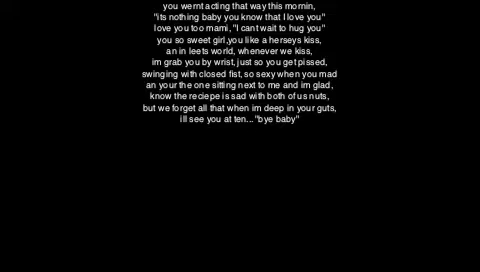 you wernt acting that way this mornin,
"its nothing baby you know that I love you"
love you too mami, "I cant wait to hug you"
you so sweet girl,you like a herseys kiss,
an in leets world, whenever we kiss,
im grab you by wrist, just so you get pissed,
swinging with closed fist, so sexy when you mad
an your the one sitting next to me and im glad,
know the reciepe is sad with both of us nuts,
but we forget all that when im deep in your guts,
ill see you at ten..."bye baby"